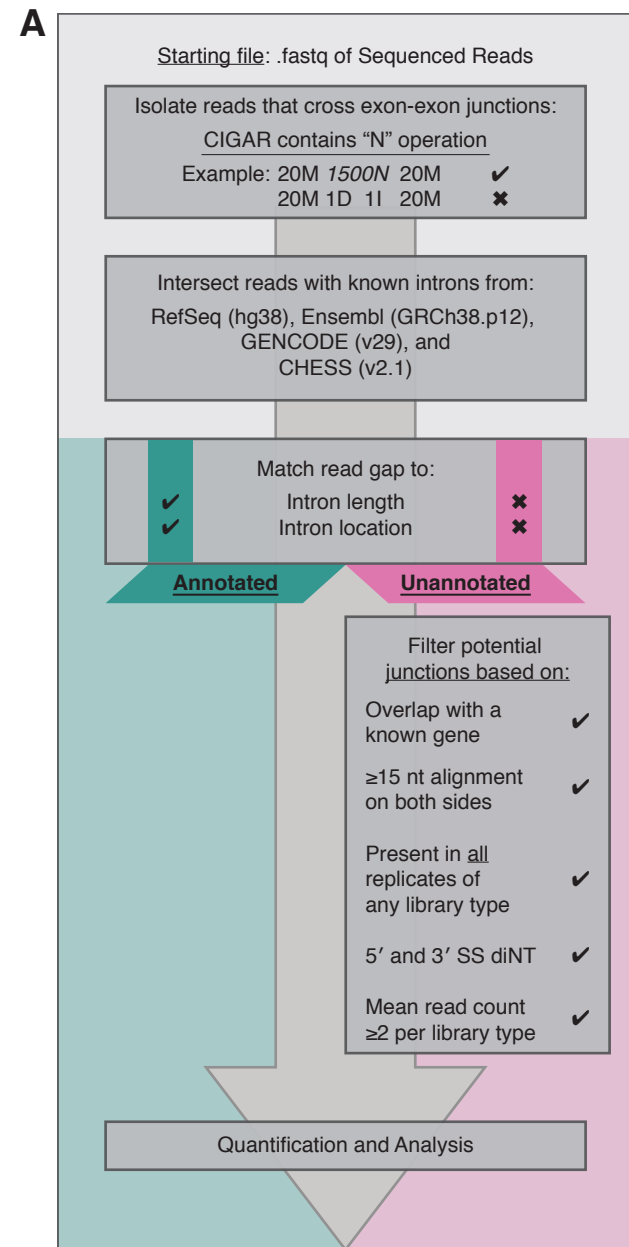 A
Starting file: .fastq of Sequenced Reads
Isolate reads that cross exon-exon junctions:
CIGAR contains “N” operation
Example: 20M 1500N 20M ✔
20M 1D 1I 20M ✖
Intersect reads with known introns from:
RefSeq (hg38), Ensembl (GRCh38.p12),
GENCODE (v29), and
CHESS (v2.1)
Match read gap to:
✔ Intron length ✖
✔ Intron location ✖
Annotated
Unannotated
Filter potential
junctions based on:
Overlap with a
known gene ✔
≥15 nt alignment
on both sides ✔
Present in all
replicates of ✔
any library type
5′ and 3′ SS diNT ✔
Mean read count
≥2 per library type ✔
Quantification and Analysis